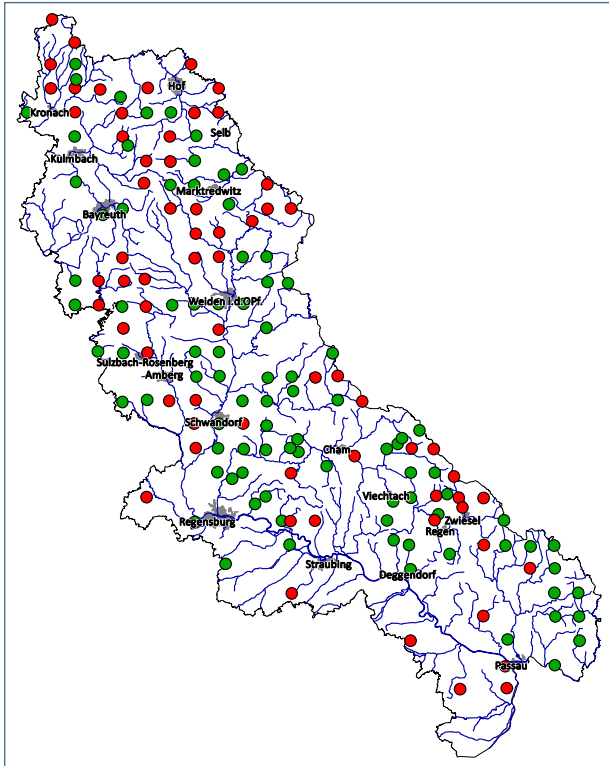 Hof
Kronach
Selb
Kulmbach
Marktredwitz
Bayreuth
Weiden i.d.OPf.
Sulzbach-Rosenberg
Amberg
Schwandorf
Cham
Viechtach
Zwiesel
Regensburg
Regen
Straubing
Deggendorf
Passau